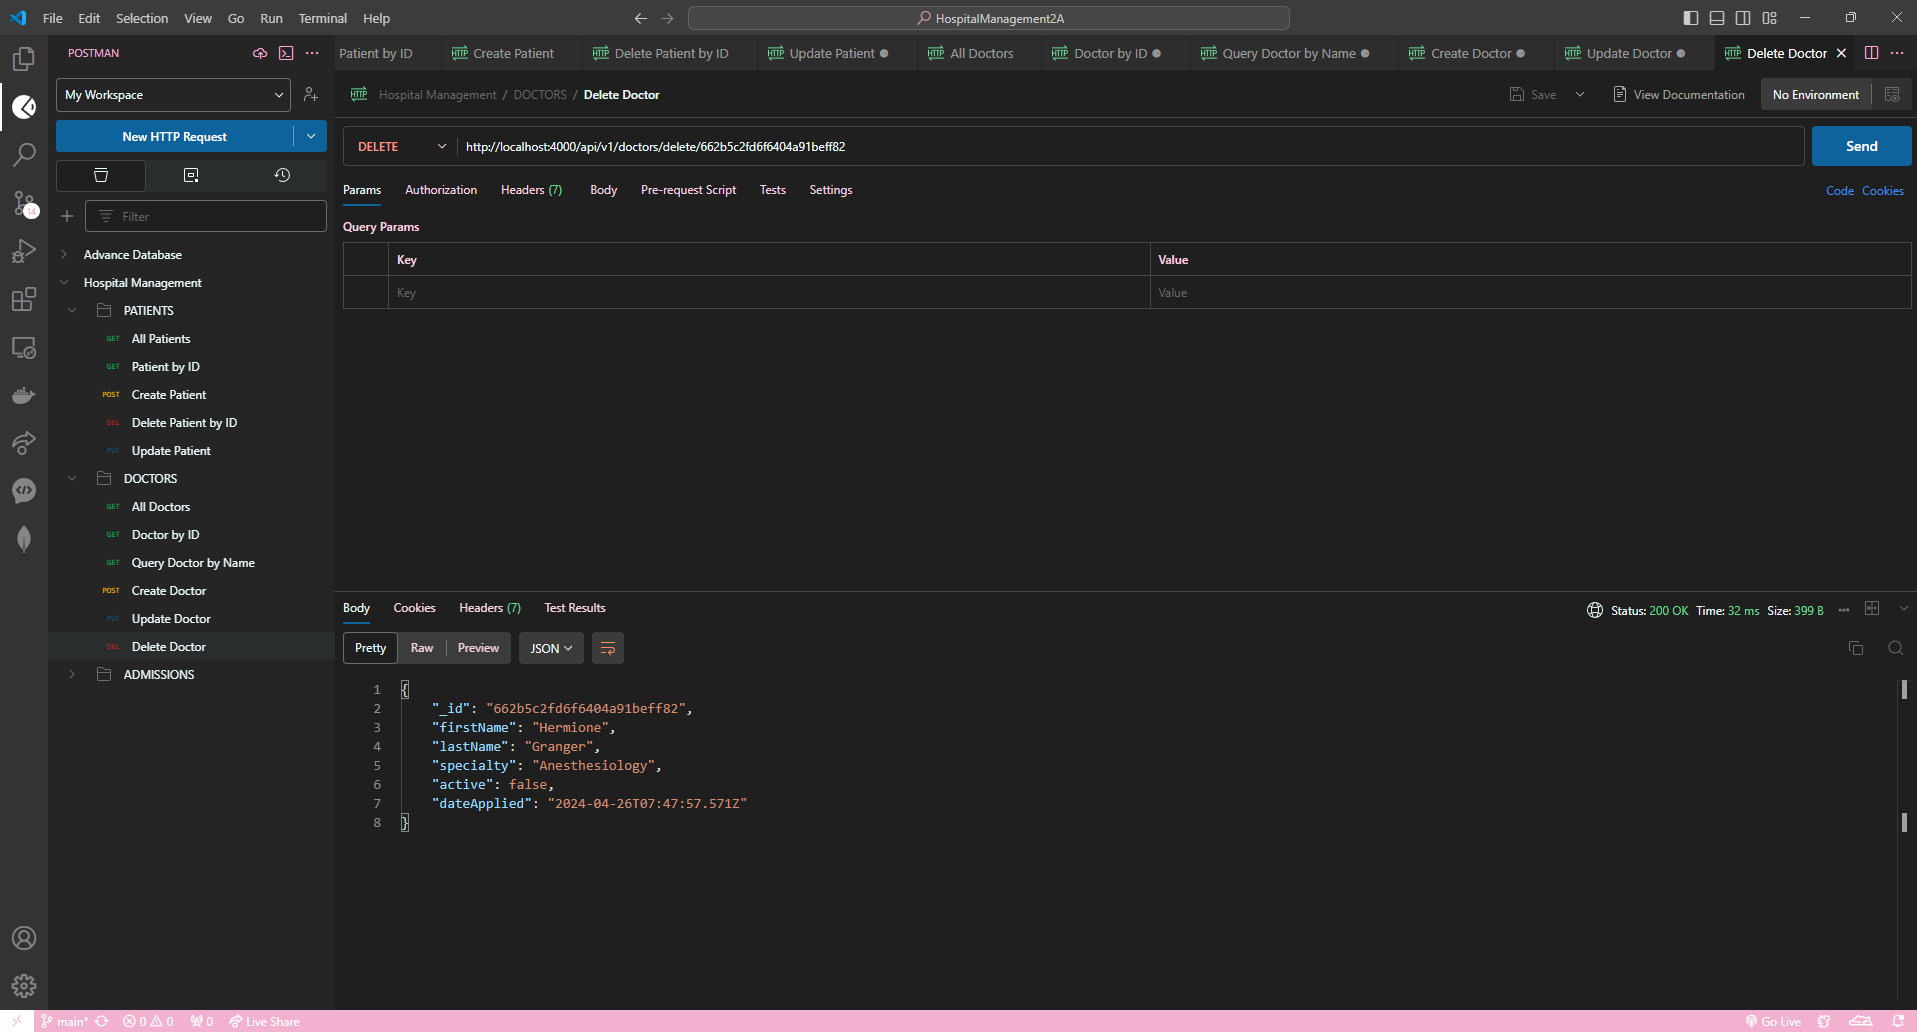 File Edit Selection View Go Run Terminal Help
HospitalManagement2A
POSTMAN
Patient by ID
Create Patient
Delete Patient by ID
Update Patient
All Doctors
Doctor by ID
Query Doctor by Name
Create Doctor
Update Doctor
Delete Doctor
My Workspace
Hospital Management / DOCTORS / Delete Doctor
Save
View Documentation
No Environment
New HTTP Request
DELETE
http://localhost:4000/api/v1/doctors/delete/662b5c2fd6f6404a91beff82
Send
Params Authorization Headers (7) Body Pre-request Script Tests Settings
Code Cookies
14
Filter
Query Params
Key Value
Key Value
Advance Database
Hospital Management
PATIENTS
GET All Patients
GET Patient by ID
POST Create Patient
DEL Delete Patient by ID
PUT Update Patient
DOCTORS
GET All Doctors
GET Doctor by ID
GET Query Doctor by Name
POST Create Doctor
PUT Update Doctor
DEL Delete Doctor
ADMISSIONS
Body Cookies Headers (7) Test Results
Status: 200 OK Time: 32 ms Size: 399 B
Pretty Raw Preview JSON
1 {
2 "_id": "662b5c2fd6f6404a91beff82",
3 "firstName": "Hermione",
4 "lastName": "Granger",
5 "specialty": "Anesthesiology",
6 "active": false,
7 "dateApplied": "2024-04-26T07:47:57.571Z"
8 }
main* 0 0 0 Live Share
Go Live